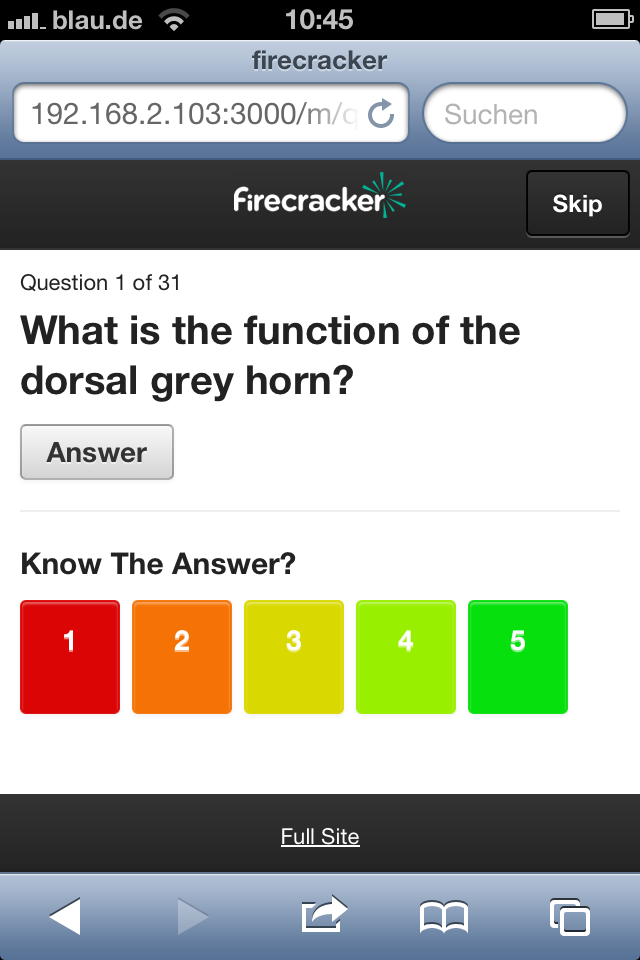 blau.de 10:45
firecracker
192.168.2.103:3000/m/q Suchen
firecracker Skip
Question 1 of 31
What is the function of the
dorsal grey horn?
Answer
Know The Answer?
1 2 3 4 5
Full Site